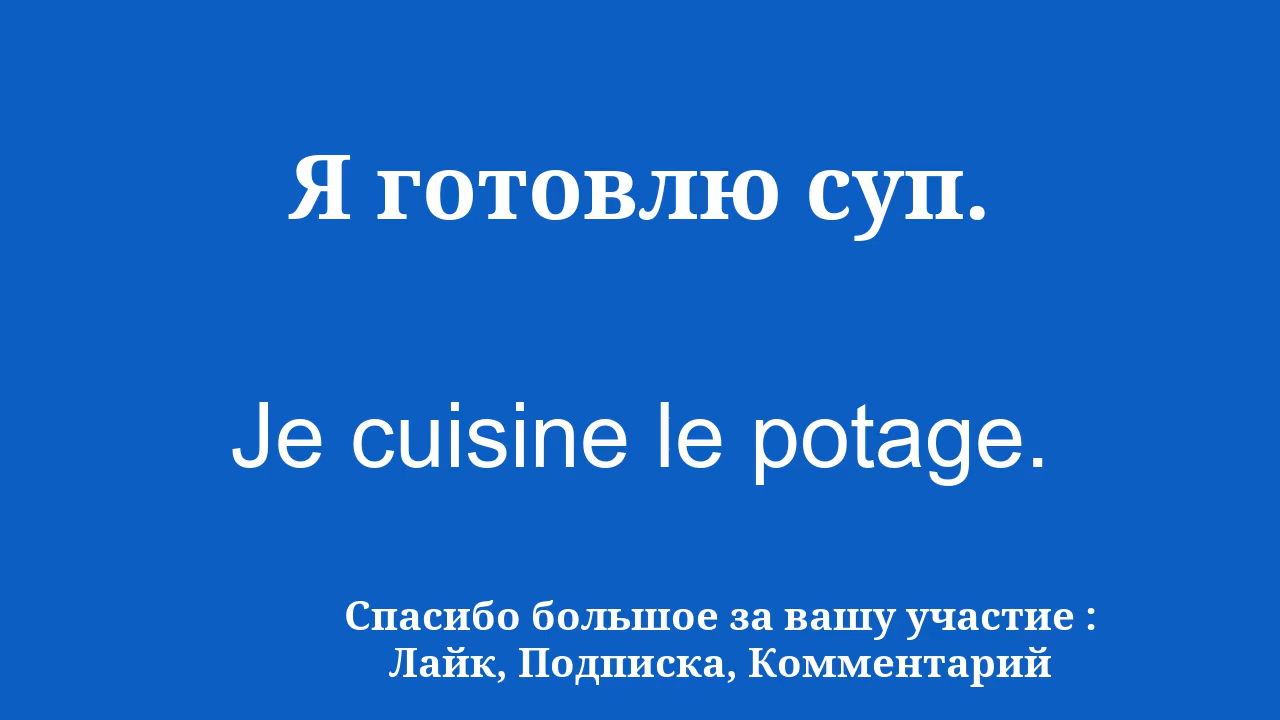 Я готовлю суп.
Je cuisine le potage.
Спасибо большое за вашу участие :
Лайк, Подписка, Комментарий